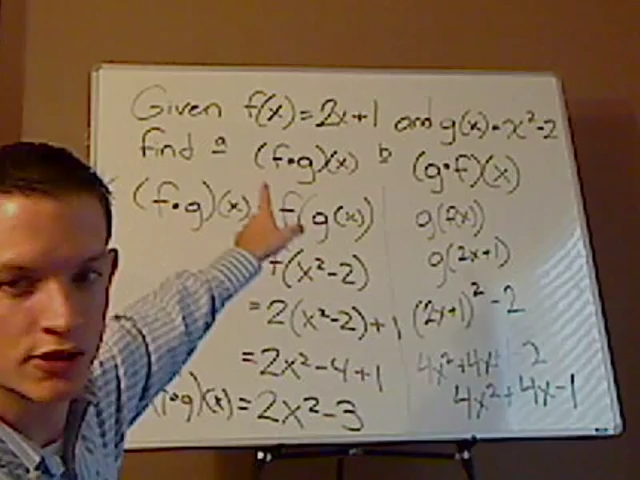 Given f(x)=2x+1 and g(x)=x²-2
find a (f∘g)(x) b (g∘f)(x)
(f∘g)(x) f(g(x))
f(x²-2)
=2(x²-2)+1
=2x²-4+1
(f∘g)(x)=2x²-3
g(f(x))
g(2x+1)
(2x+1)²-2
4x²+4x+ -2
4x²+4x-1